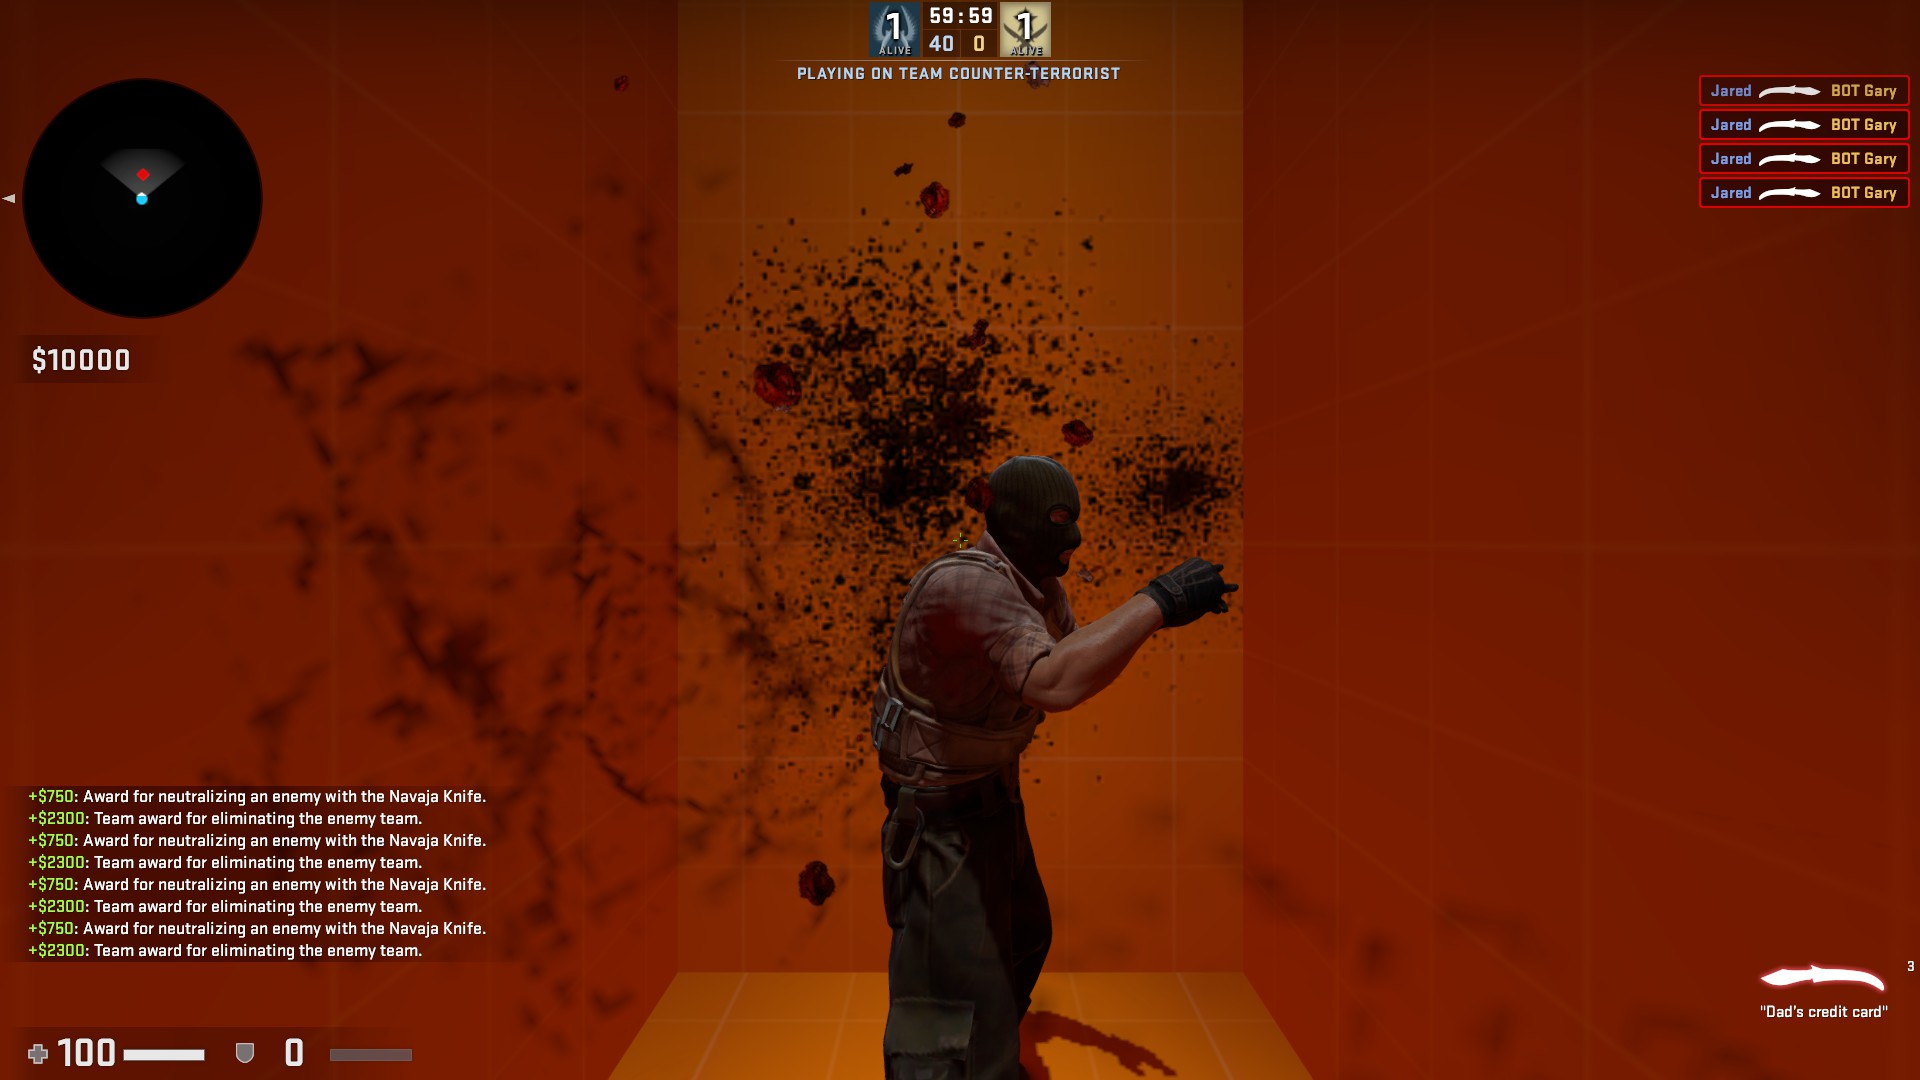 1
ALIVE
59:59
40 0
1
ALIVE
PLAYING ON TEAM COUNTER-TERRORIST
Jared BOT Gary
Jared BOT Gary
Jared BOT Gary
Jared BOT Gary
$10000
+$750: Award for neutralizing an enemy with the Navaja Knife.
+$2300: Team award for eliminating the enemy team.
+$750: Award for neutralizing an enemy with the Navaja Knife.
+$2300: Team award for eliminating the enemy team.
+$750: Award for neutralizing an enemy with the Navaja Knife.
+$2300: Team award for eliminating the enemy team.
+$750: Award for neutralizing an enemy with the Navaja Knife.
+$2300: Team award for eliminating the enemy team.
3
"Dad's credit card"
100
0